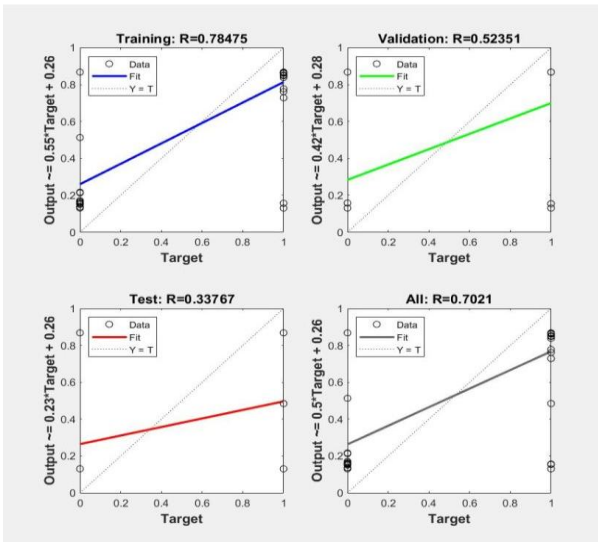 Training: R=0.78475
Output ~= 0.55*Target + 0.26
1
0.8
0.6
0.4
0.2
0
Data
Fit
Y = T
0 0.2 0.4 0.6 0.8 1
Target
Validation: R=0.52351
Output ~= 0.42*Target + 0.28
1
0.8
0.6
0.4
0.2
0
Data
Fit
Y = T
0 0.2 0.4 0.6 0.8 1
Target
Test: R=0.33767
Output ~= 0.23*Target + 0.26
1
0.8
0.6
0.4
0.2
0
Data
Fit
Y = T
0 0.2 0.4 0.6 0.8 1
Target
All: R=0.7021
Output ~= 0.5*Target + 0.26
1
0.8
0.6
0.4
0.2
0
Data
Fit
Y = T
0 0.2 0.4 0.6 0.8 1
Target